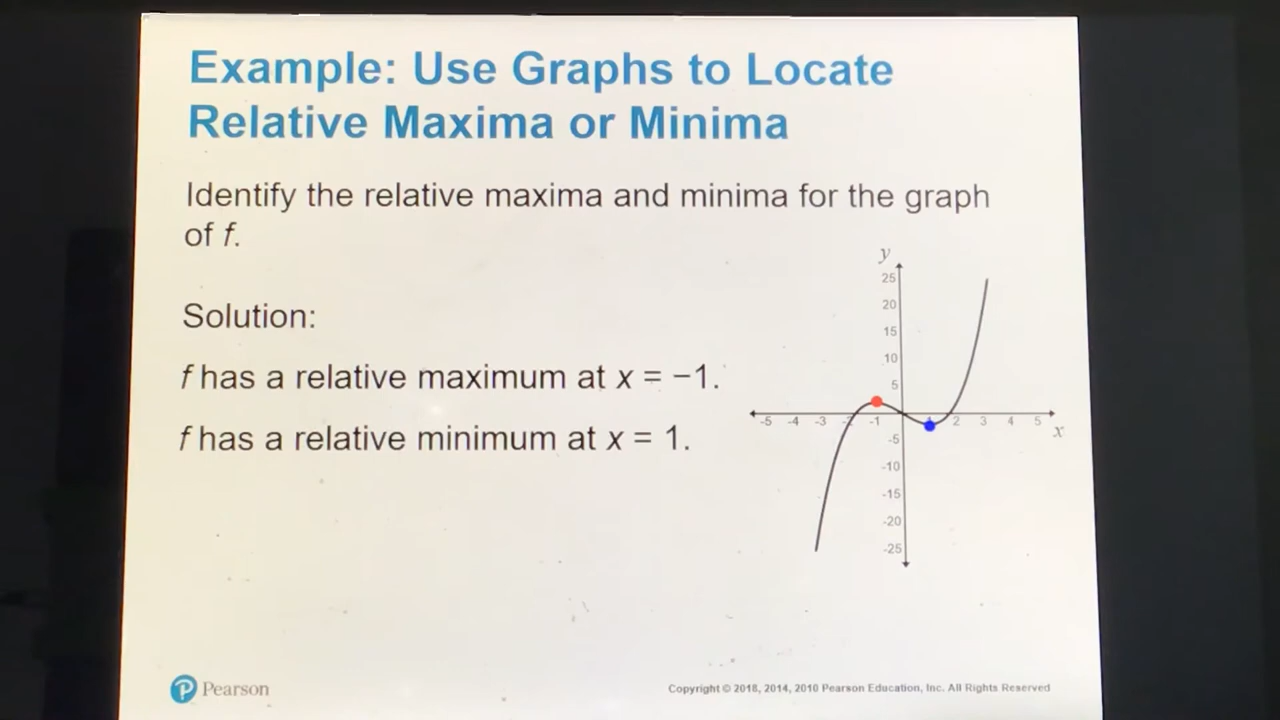 Example: Use Graphs to Locate
Relative Maxima or Minima
Identify the relative maxima and minima for the graph
of f.
Solution:
f has a relative maximum at x = −1.
f has a relative minimum at x = 1.
y
25
20
15
10
5
-5 -4 -3 -2 -1 1 2 3 4 5
x
-5
-10
-15
-20
-25
Pearson
Copyright © 2018, 2014, 2010 Pearson Education, Inc. All Rights Reserved